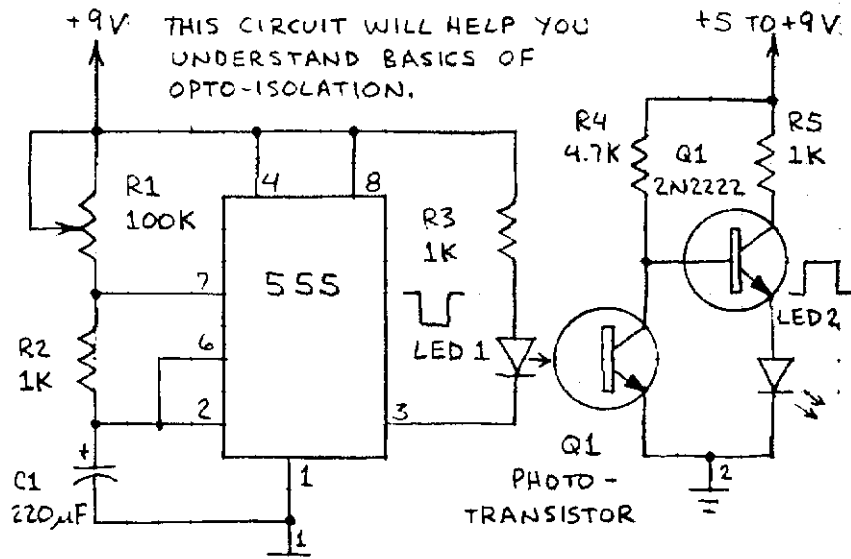 +9V THIS CIRCUIT WILL HELP YOU
UNDERSTAND BASICS OF
OPTO-ISOLATION.
+5 TO +9V
R1
100K
4
8
R3
1K
R4
4.7K
Q1
2N2222
R5
1K
555
7
6
2
3
1
R2
1K
LED 1
LED 2
+
C1
220µF
1
Q1
PHOTO-
TRANSISTOR
2